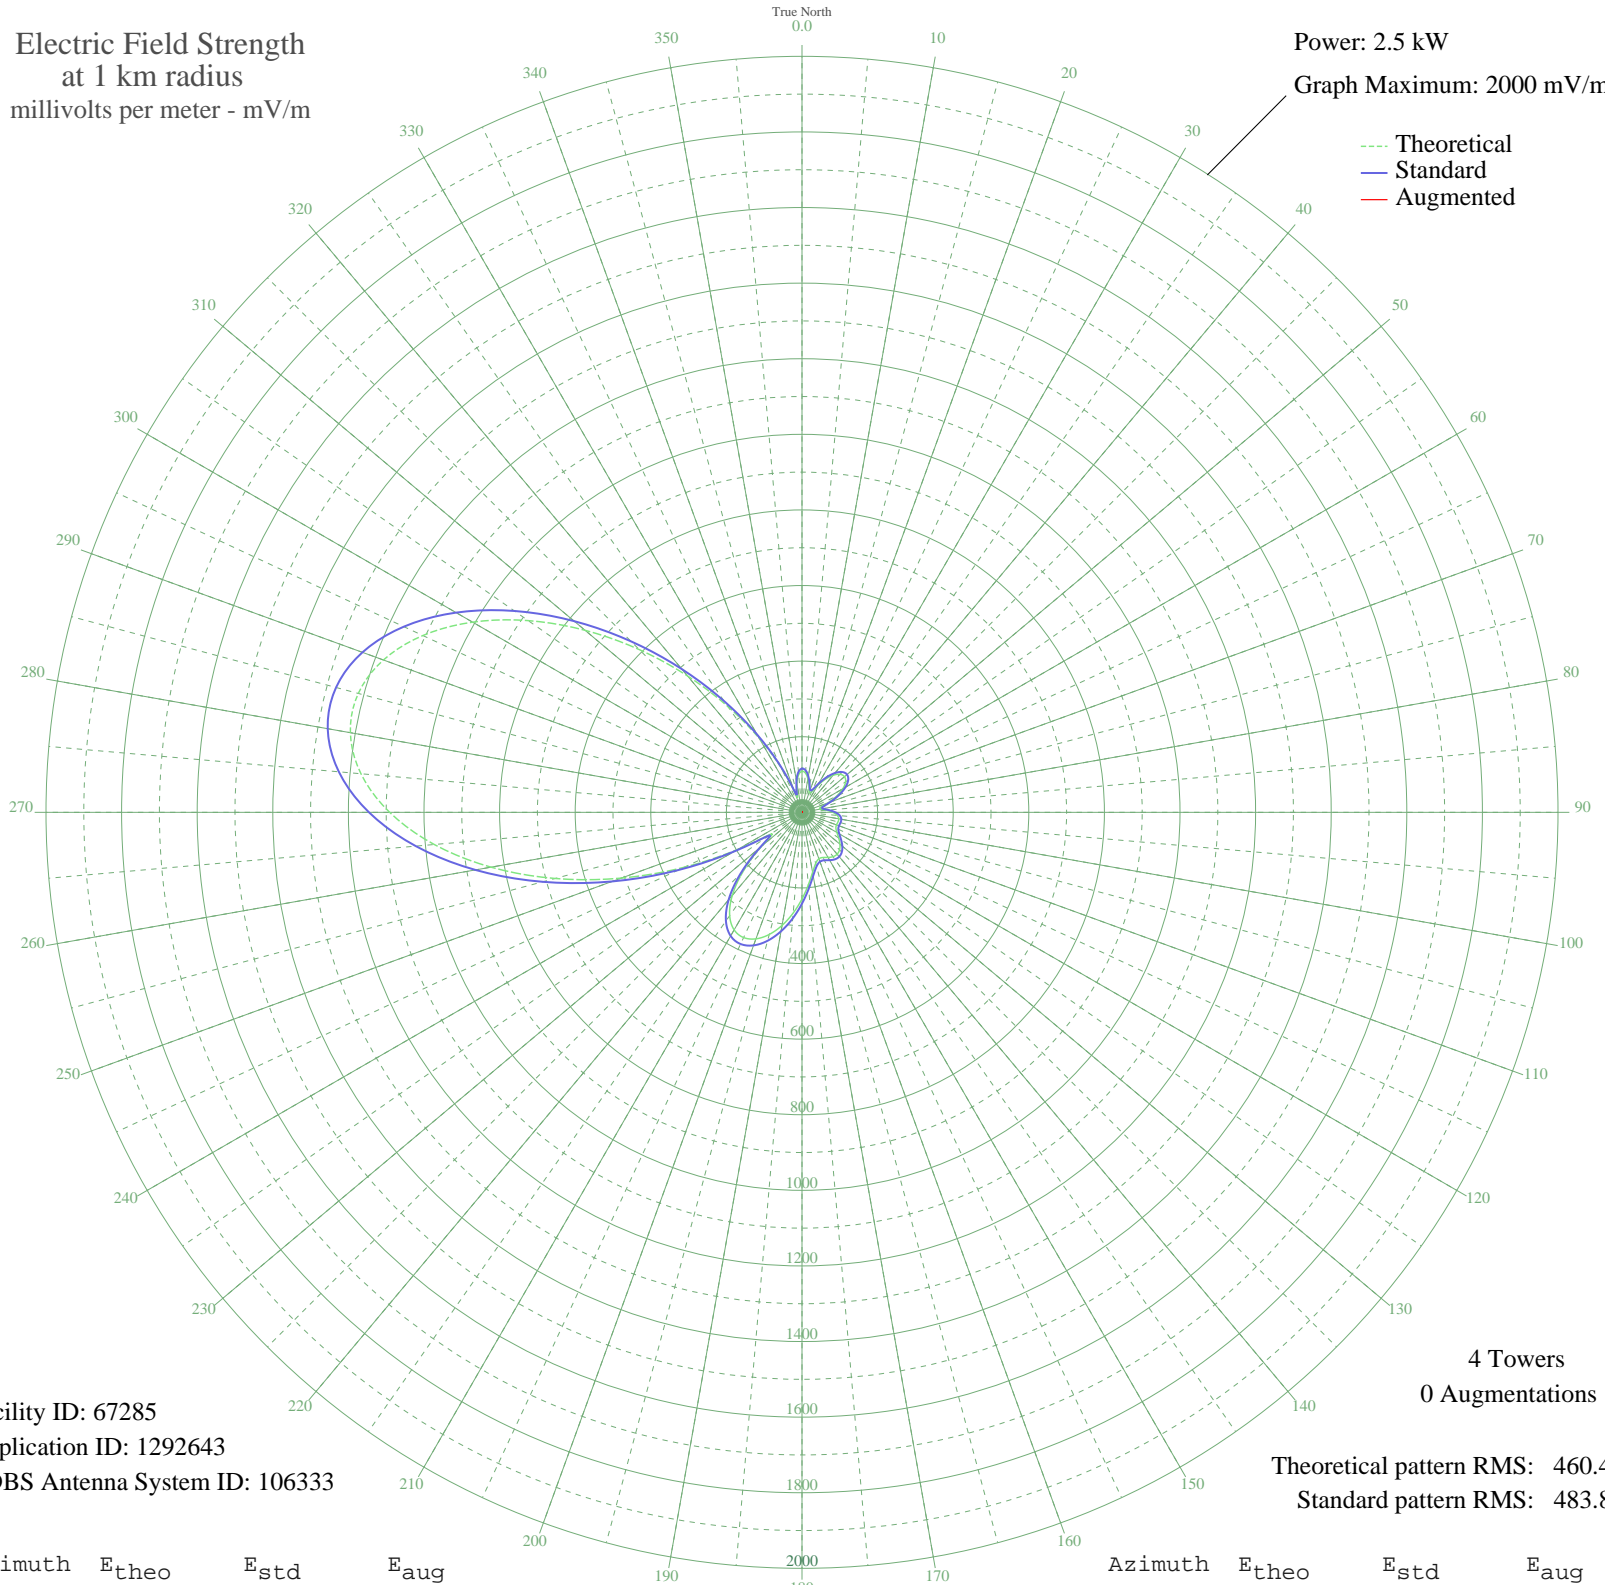 True North
0.0
Electric Field Strength
at 1 km radius
millivolts per meter - mV/m
Power: 2.5 kW
Graph Maximum: 2000 mV/m
Theoretical
Standard
Augmented
10
20
30
40
50
60
70
80
90
100
110
120
130
140
150
160
170
180
190
200
210
220
230
240
250
260
270
280
290
300
310
320
330
340
350
400
600
800
1000
1200
1400
1600
1800
2000
4 Towers
0 Augmentations
cility ID: 67285
plication ID: 1292643
DBS Antenna System ID: 106333
Theoretical pattern RMS: 460.4
Standard pattern RMS: 483.8
imuth Etheo Estd Eaug
Azimuth Etheo Estd Eaug